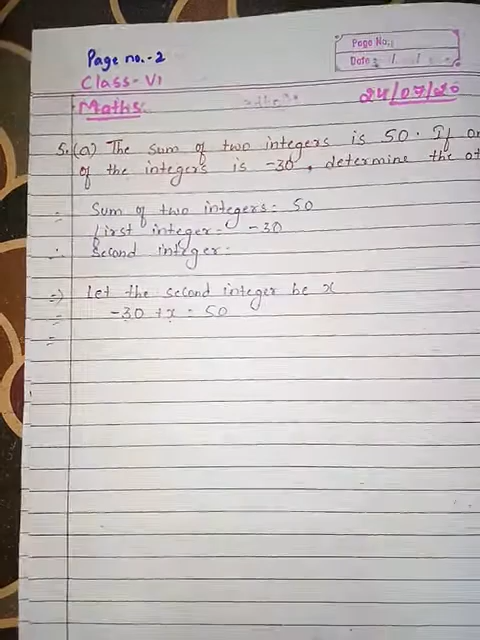 Page no.-2
Page No.:
Class-VI
Date: / /
Maths:
24/07/20
5.(a) The sum of two integers is 50. If
of the integers is -30, determine the
= Sum of two integers= 50
First integer= -30
∴ Second integer=
=) Let the second integer be x
= -30 + x = 50
=